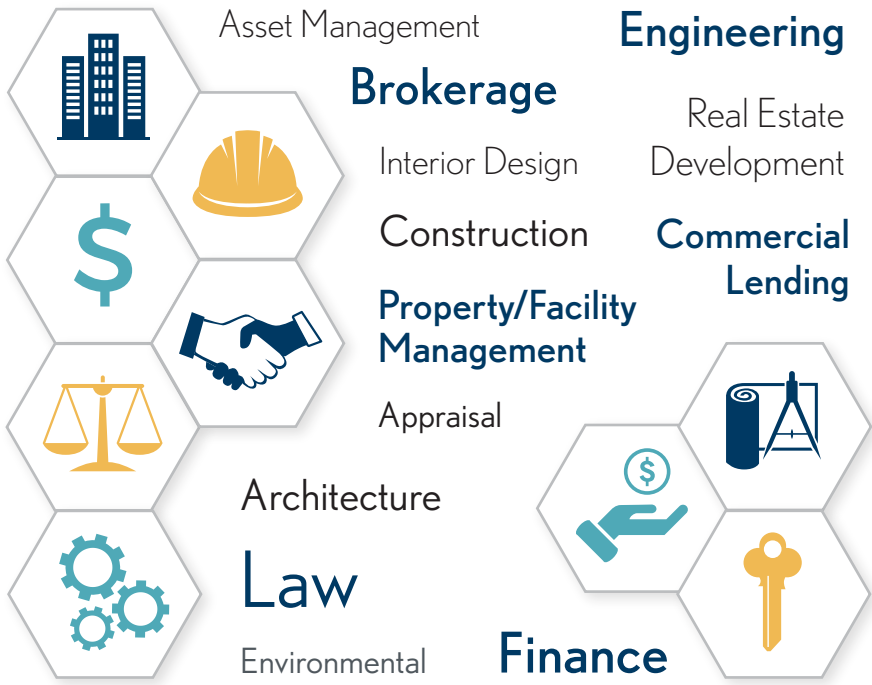 Asset Management
Engineering
Brokerage
Real Estate
Development
Interior Design
Construction
Commercial
Lending
Property/Facility
Management
Appraisal
$
$
Architecture
Law
Environmental
Finance